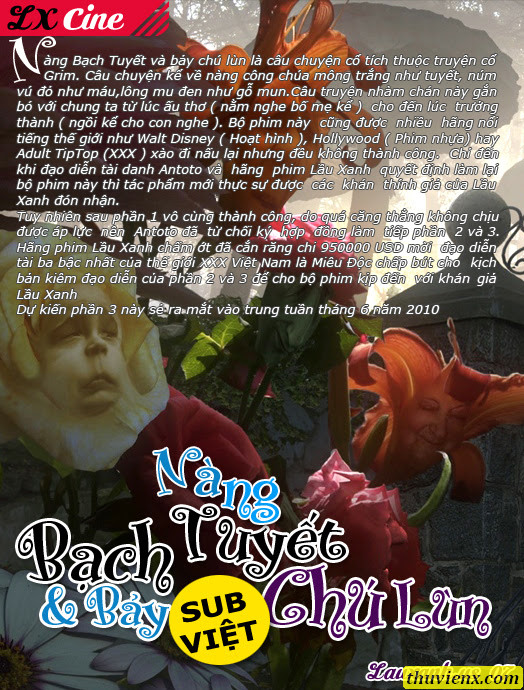 LX Cine
Nàng Bạch Tuyết và bảy chú lùn là câu chuyện cổ tích thuộc truyện cổ
Grim. Câu chuyện kể về nàng công chúa mông trắng như tuyết, núm
vú đỏ như máu,lông mu đen như gỗ mun.Câu truyện nhàm chán này gắn
bó với chung ta từ lúc ấu thơ ( nằm nghe bố mẹ kể ) cho đến lúc trưởng
thành ( ngồi kể cho con nghe ). Bộ phim này cũng được nhiêu hãng nổi
tiếng thế giới như Walt Disney ( Hoạt hình ), Hollywood ( Phim nhựa) hay
Adult TipTop (XXX ) xào đi nấu lại nhưng đều không thành công. Chỉ đến
khi đạo diễn tài danh Antoto và hãng phim Lầu Xanh quyết định làm lại
bộ phim này thì tác phẩm mới thực sự được các khán thính giả của Lầu
Xanh đón nhận.
Tuy nhiên sau phần 1 vô cùng thành công, do quá căng thẳng không chịu
được áp lực nên Antoto đã từ chối ký hợp đồng làm tiếp phần 2 và 3.
Hãng phim Lầu Xanh chấm ớt đã cắn răng chi 950000 USD mời đạo diễn
tài ba bậc nhất của thế giới XXX Việt Nam là Miêu Độc chấp bút cho kịch
bản kiêm đạo diễn của phần 2 và 3 để cho bộ phim kịp đến với khán giả
Lầu Xanh
Dự kiến phần 3 này sẽ ra mắt vào trung tuần tháng 6 năm 2010
Nàng
Bạch Tuyết
& Bảy Chú Lùn
SUB
VIỆT
thuvienx.com